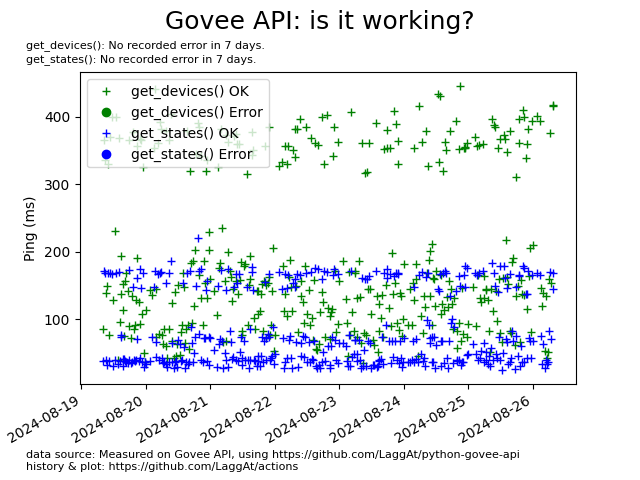 Govee API: is it working?
get_devices(): No recorded error in 7 days.
get_states(): No recorded error in 7 days.
get_devices() OK
get_devices() Error
get_states() OK
get_states() Error
Ping (ms)
400
300
200
100
2024-08-19
2024-08-20
2024-08-21
2024-08-22
2024-08-23
2024-08-24
2024-08-25
2024-08-26
data source: Measured on Govee API, using https://github.com/LaggAt/python-govee-api
history & plot: https://github.com/LaggAt/actions